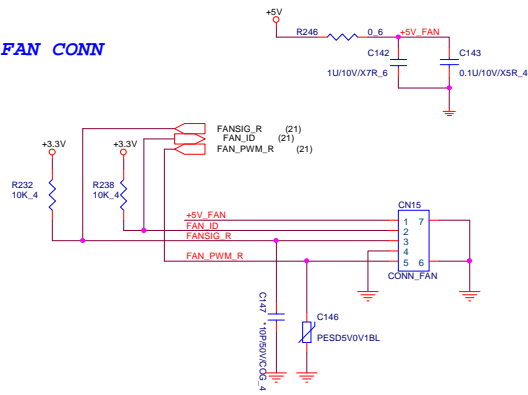 +5V
R246 0_6 +5V_FAN
FAN CONN
C142 C143
1U/10V/X7R_6 0.1U/10V/X5R_4
FANSIG_R (21)
FAN_ID (21)
FAN_PWM_R (21)
+3.3V +3.3V
R232 R238
10K_4 10K_4
CN15
+5V_FAN 1 7
FAN_ID 2
FANSIG_R 3
4
FAN_PWM_R 5 6
CONN_FAN
C147
*10P/50V/COG_4
C146
PESD5V0V1BL